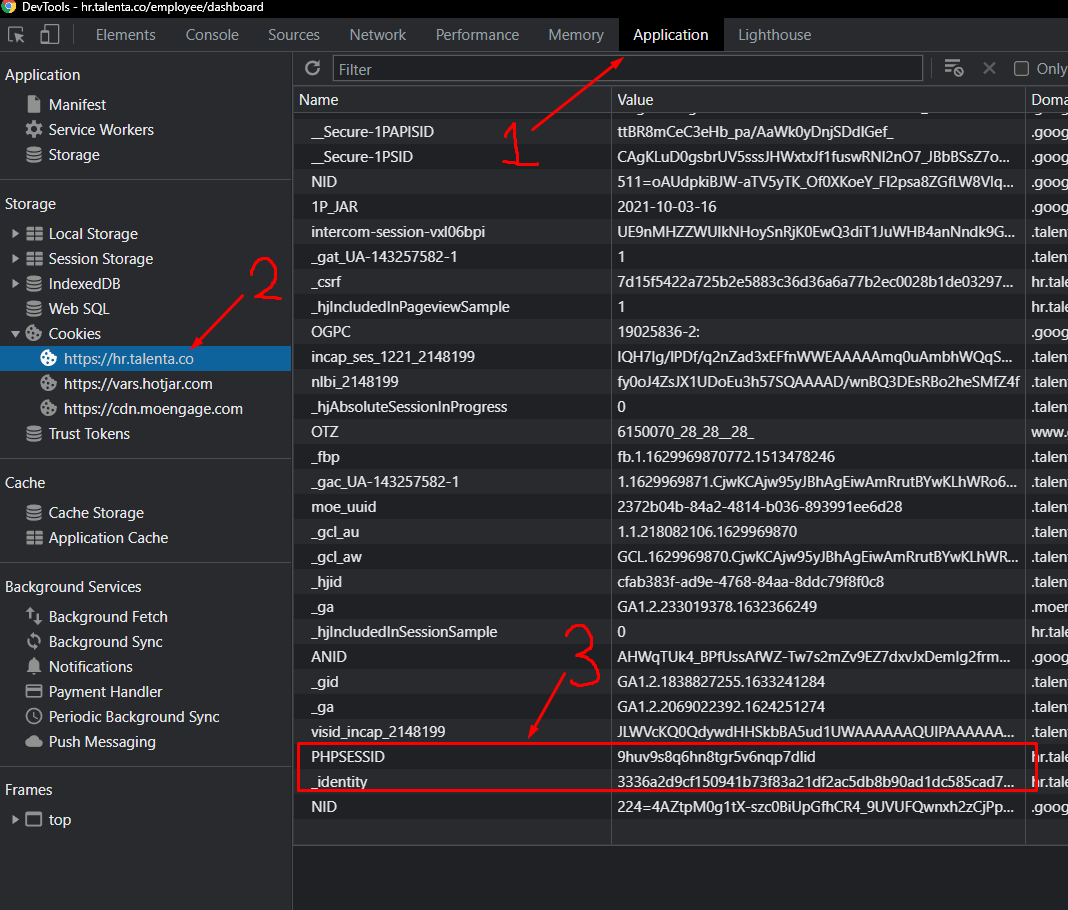 DevTools - hr.talenta.co/employee/dashboard
Elements Console Sources Network Performance Memory Application Lighthouse
Application
Manifest
Service Workers
Storage
Storage
Local Storage
Session Storage
IndexedDB
Web SQL
Cookies
https://hr.talenta.co
https://vars.hotjar.com
https://cdn.moengage.com
Trust Tokens
Cache
Cache Storage
Application Cache
Background Services
Background Fetch
Background Sync
Notifications
Payment Handler
Periodic Background Sync
Push Messaging
Frames
top
Filter Only
Name Value Doma
__Secure-1PAPISID ttBR8mCeC3eHb_pa/AaWk0yDnjSDdIGef_ .goog
__Secure-1PSID CAgKLuD0gsbrUV5sssJHWxtxJf1fuswRNI2nO7_JBbBSsZ7o... .goog
NID 511=oAUdpkiBJW-aTV5yTK_Of0XKoeY_FI2psa8ZGfLW8VIq... .goog
1P_JAR 2021-10-03-16 .goog
intercom-session-vxl06bpi UE9nMHZZWUlkNHoySnRjK0EwQ3diT1JuWHB4anNndk9G... .talen
_gat_UA-143257582-1 1 .talen
_csrf 7d15f5422a725b2e5883c36d36a6a77b2ec0028b1de03297... hr.tale
_hjIncludedInPageviewSample 1 hr.tale
OGPC 19025836-2: .goog
incap_ses_1221_2148199 IQH7Ig/lPDf/q2nZad3xEFfnWWEAAAAAmq0uAmbhWQqS... .talen
nlbi_2148199 fy0oJ4ZsJX1UDoEu3h57SQAAAAD/wnBQ3DEsRBo2heSMfZ4f .talen
_hjAbsoluteSessionInProgress 0 .talen
OTZ 6150070_28_28__28_ www.
_fbp fb.1.1629969870772.1513478246 .talen
_gac_UA-143257582-1 1.1629969871.CjwKCAjw95yJBhAgEiwAmRrutBYwKLhWRo6... .talen
moe_uuid 2372b04b-84a2-4814-b036-893991ee6d28 .talen
_gcl_au 1.1.218082106.1629969870 .talen
_gcl_aw GCL.1629969870.CjwKCAjw95yJBhAgEiwAmRrutBYwKLhWR... .talen
_hjid cfab383f-ad9e-4768-84aa-8ddc79f8f0c8 .talen
_ga GA1.2.233019378.1632366249 .moen
_hjIncludedInSessionSample 0 hr.tale
ANID AHWqTUk4_BPfUssAfWZ-Tw7s2mZv9EZ7dxvJxDemIg2frm... .goog
_gid GA1.2.1838827255.1633241284 .talen
_ga GA1.2.2069022392.1624251274 .talen
visid_incap_2148199 JLWVcKQ0QdywdHHSkbBA5ud1UWAAAAAAQUIPAAAAAA... .talen
PHPSESSID 9huv9s8q6hn8tgr5v6nqp7dlid hr.tale
_identity 3336a2d9cf150941b73f83a21df2ac5db8b90ad1dc585cad7... hr.tale
NID 224=4AZtpM0g1tX-szc0BiUpGfhCR4_9UVUFQwnxh2zCjPp... .goog
1
2
3